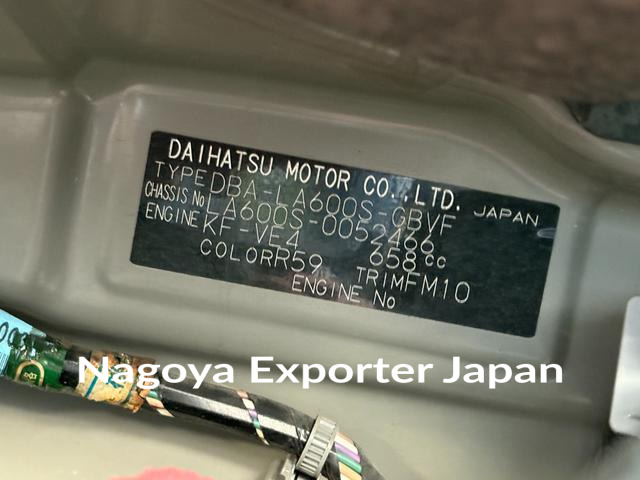 DAIHATSU MOTOR CO.,LTD. JAPAN
TYPE DBA-LA600S-GBVF
CHASSIS No LA600S-0052466
ENGINE KF-VE4 658cc
COLOR R59 TRIM FM10
ENGINE No
Nagoya Exporter Japan